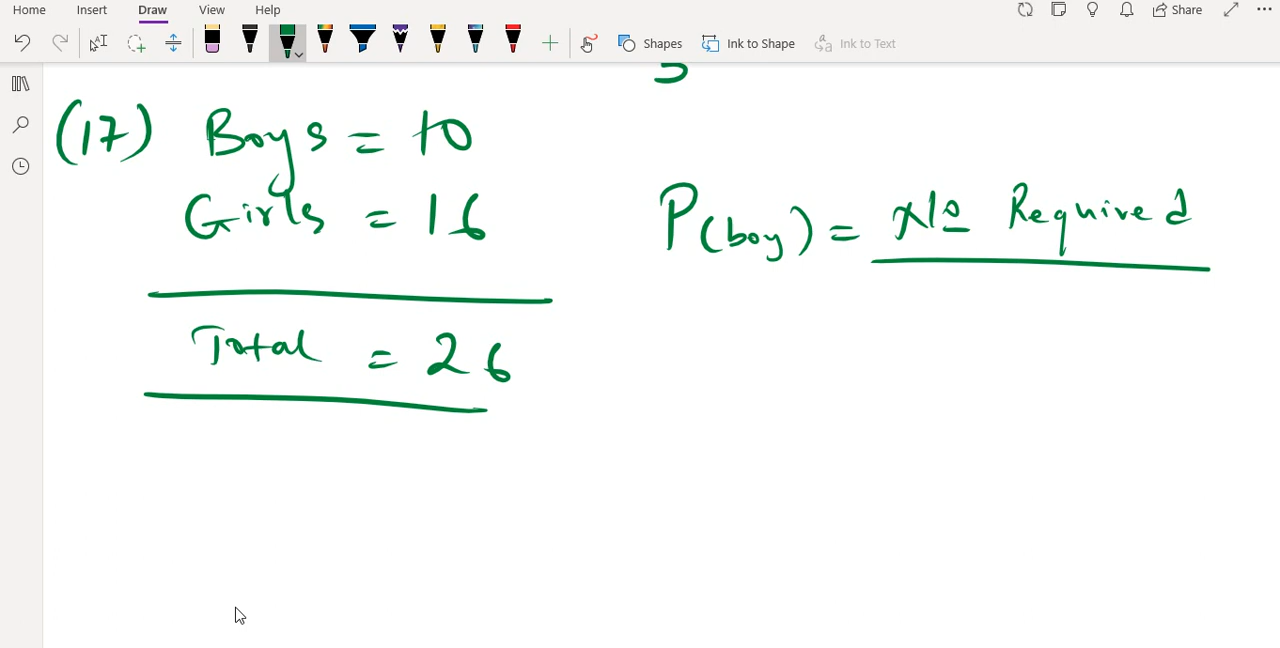 Home Insert Draw View Help Share
Shapes Ink to Shape Ink to Text
(17) Boys = 10
Girls = 16
Total = 26
P(boy) = No Required